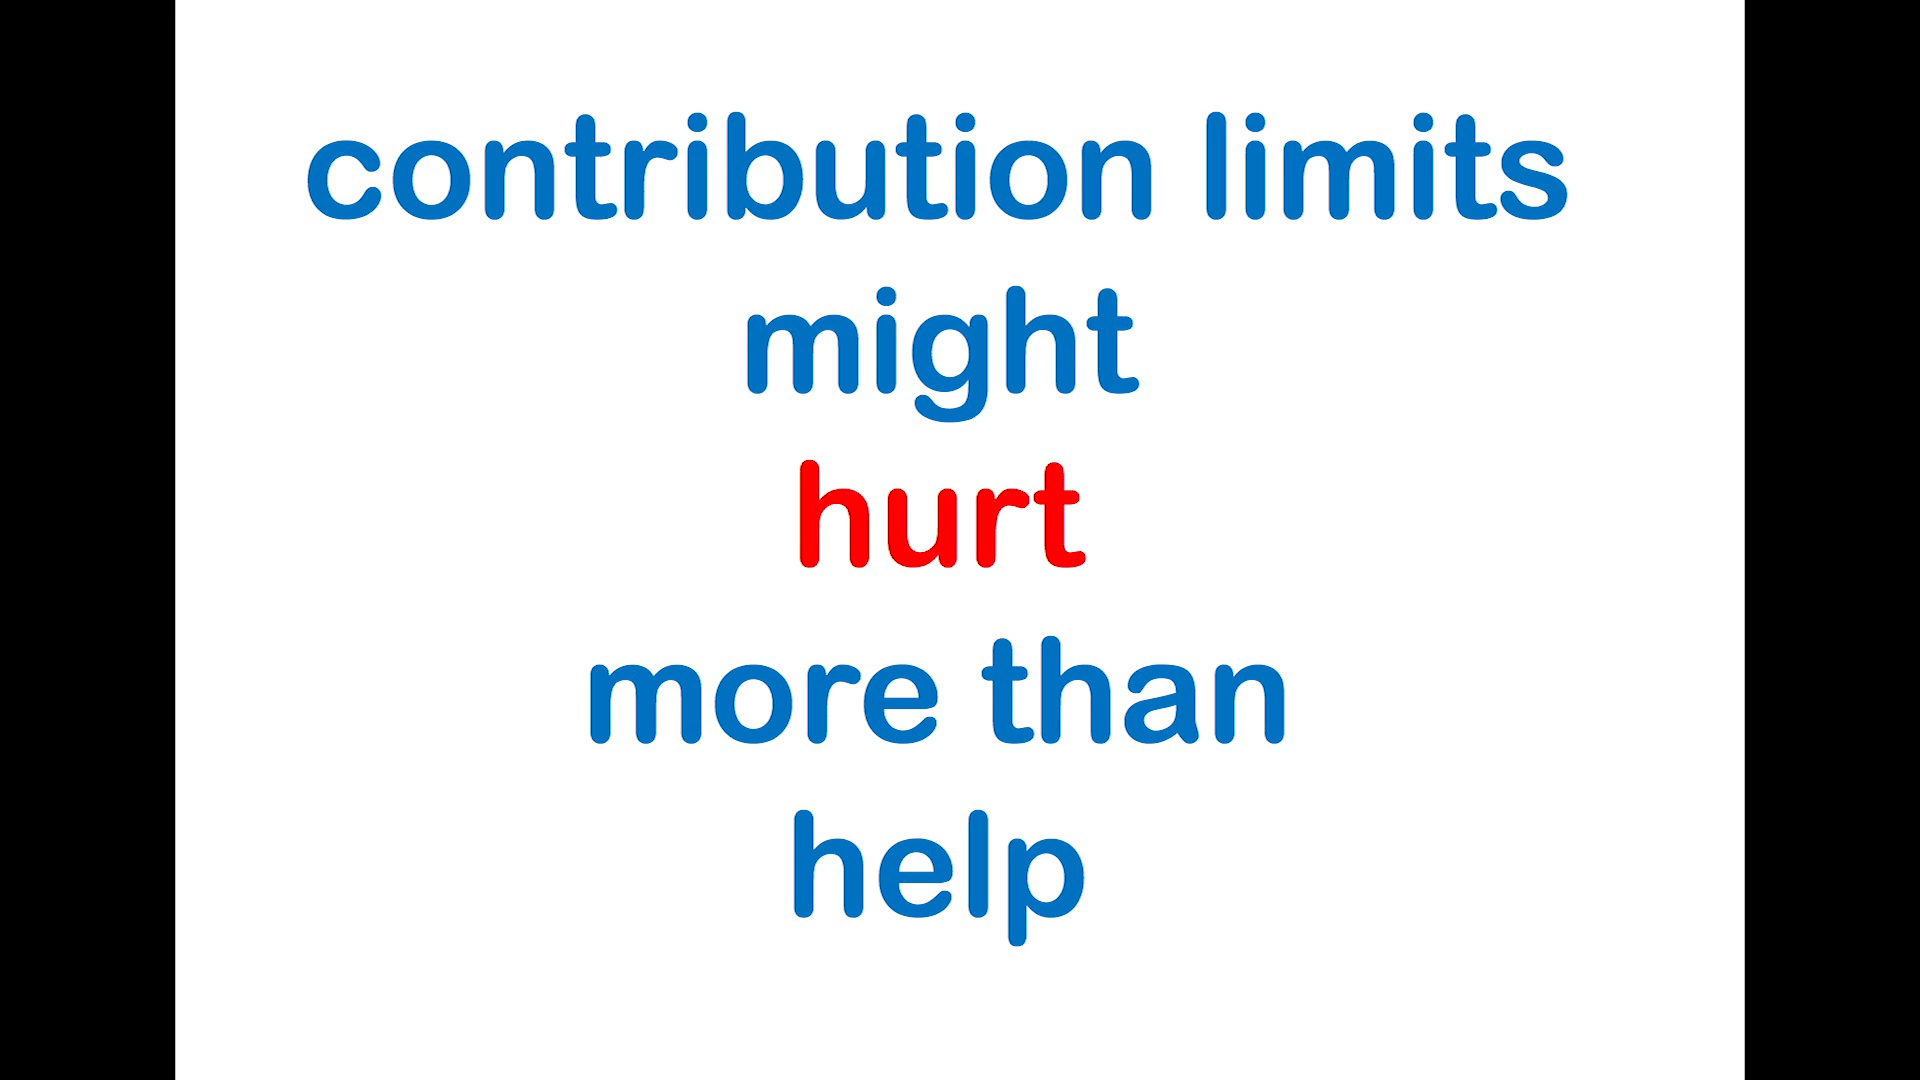 contribution limits
might
hurt
more than
help